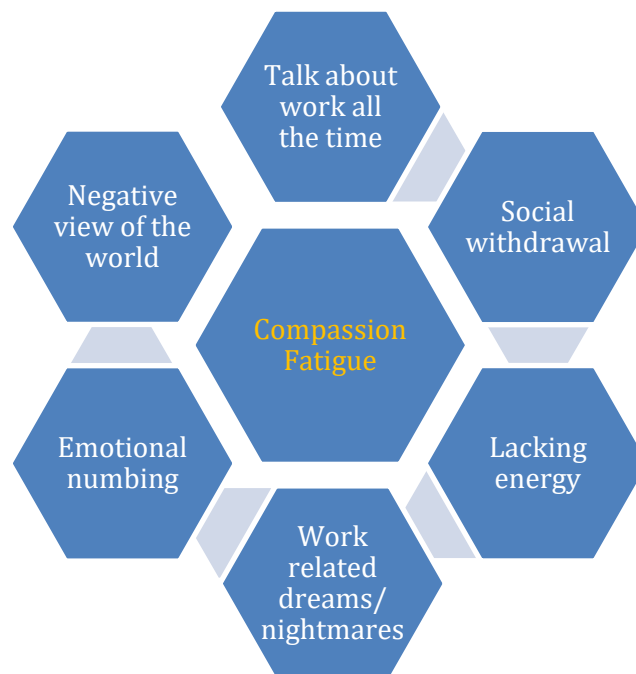 Talk about
work all
the time
Social
withdrawal
Lacking
energy
Work
related
dreams/
nightmares
Emotional
numbing
Negative
view of the
world
Compassion
Fatigue